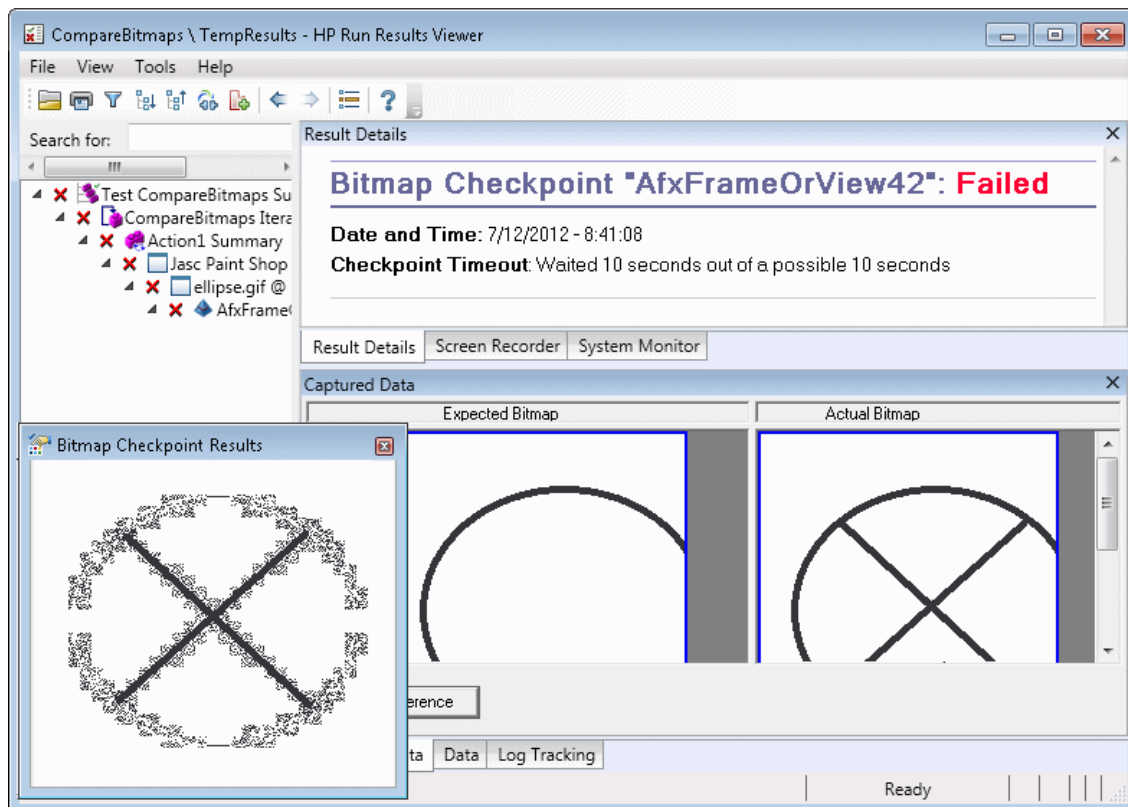 CompareBitmaps \ TempResults - HP Run Results Viewer
File View Tools Help
Search for:
Test CompareBitmaps Su
CompareBitmaps Itera
Action1 Summary
Jasc Paint Shop
ellipse.gif @
AfxFrame
Result Details
Bitmap Checkpoint "AfxFrameOrView42": Failed
Date and Time: 7/12/2012 - 8:41:08
Checkpoint Timeout: Waited 10 seconds out of a possible 10 seconds
Result Details Screen Recorder System Monitor
Captured Data
Expected Bitmap Actual Bitmap
Bitmap Checkpoint Results
erence
ta Data Log Tracking
Ready